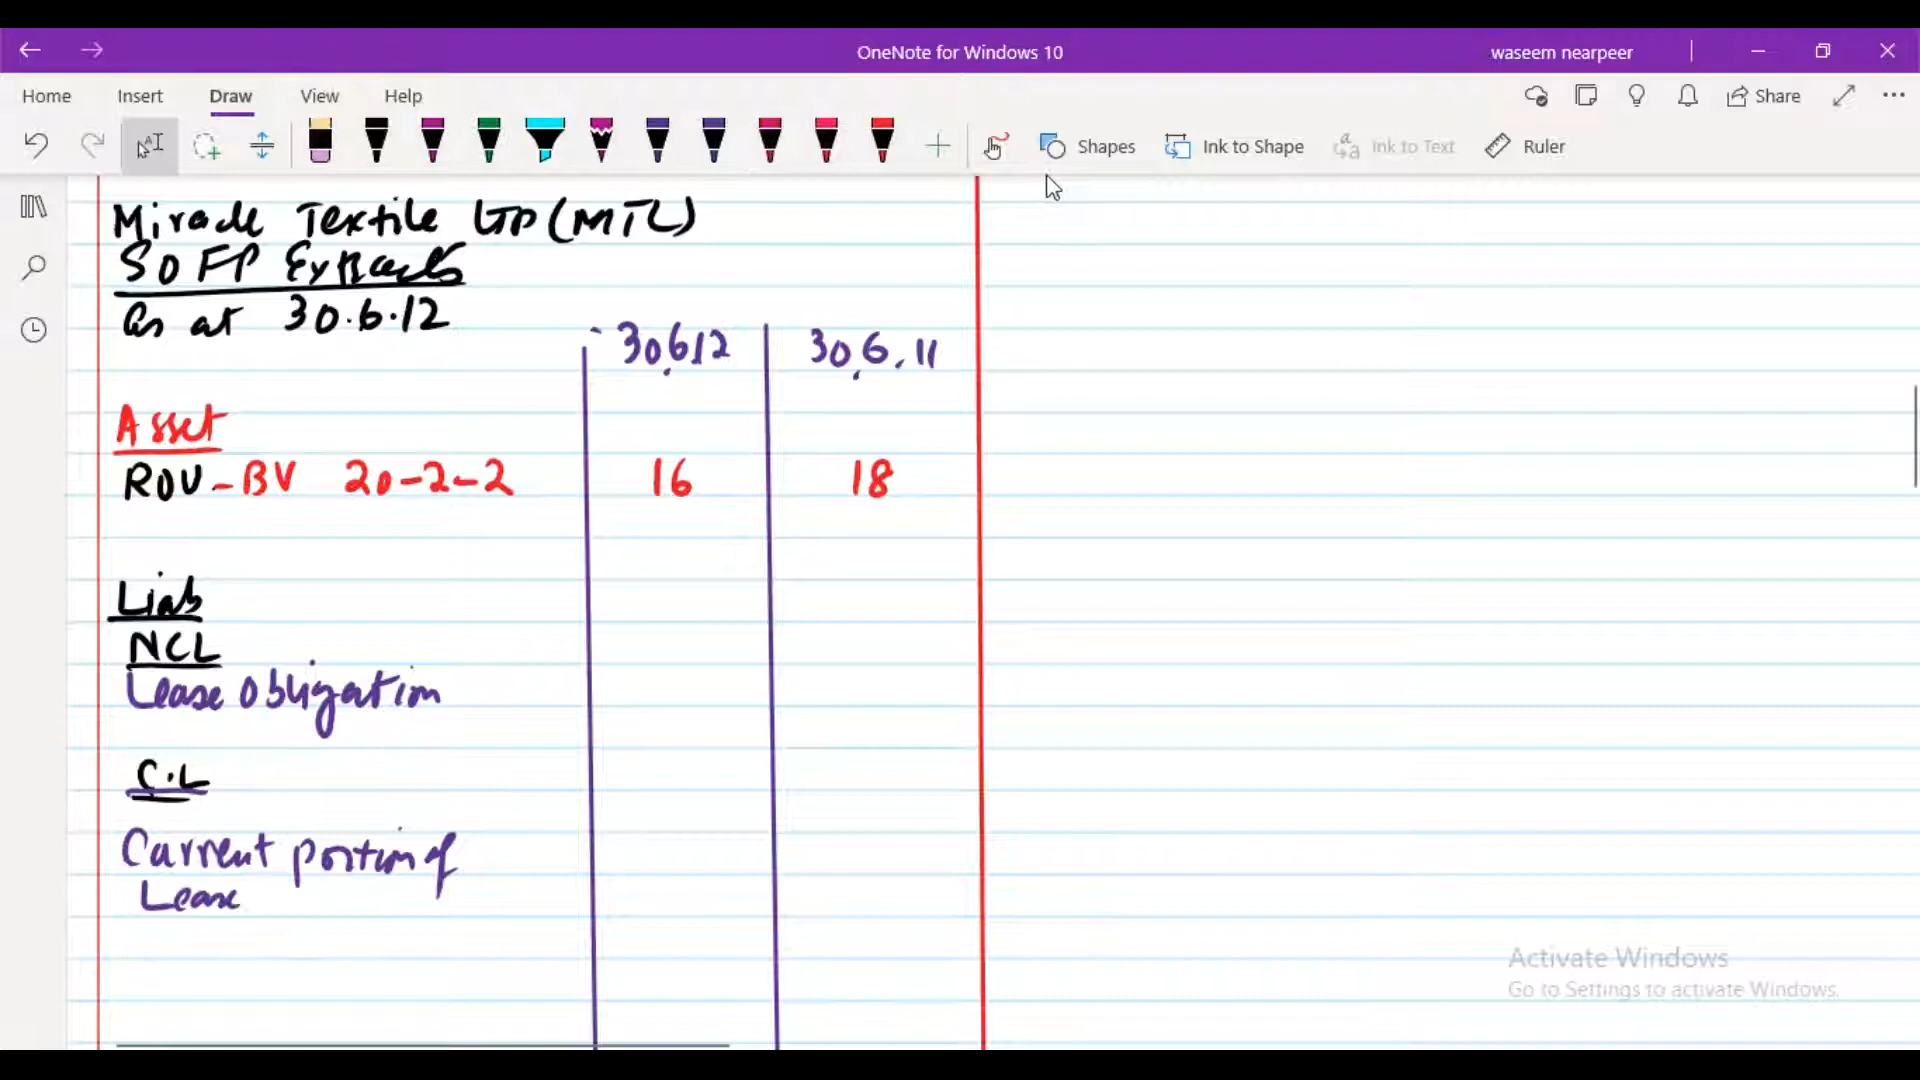 OneNote for Windows 10
waseem nearpeer
Home Insert Draw View Help
Share
Shapes Ink to Shape Ink to Text Ruler
Miracle Textile LTD (MTL)
SOFP Extracts
as at 30.6.12
30.6.12 30.6.11
Asset
ROU - BV 20-2-2 16 18
Liab
NCL
Lease obligation
C.L
Current portion of
Lease
Activate Windows
Go to Settings to activate Windows.